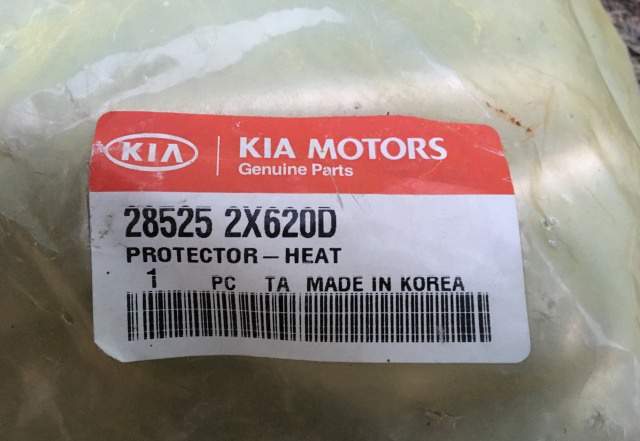 KIA
KIA MOTORS
Genuine Parts
28525 2X620D
PROTECTOR-HEAT
1 PC TA MADE IN KOREA